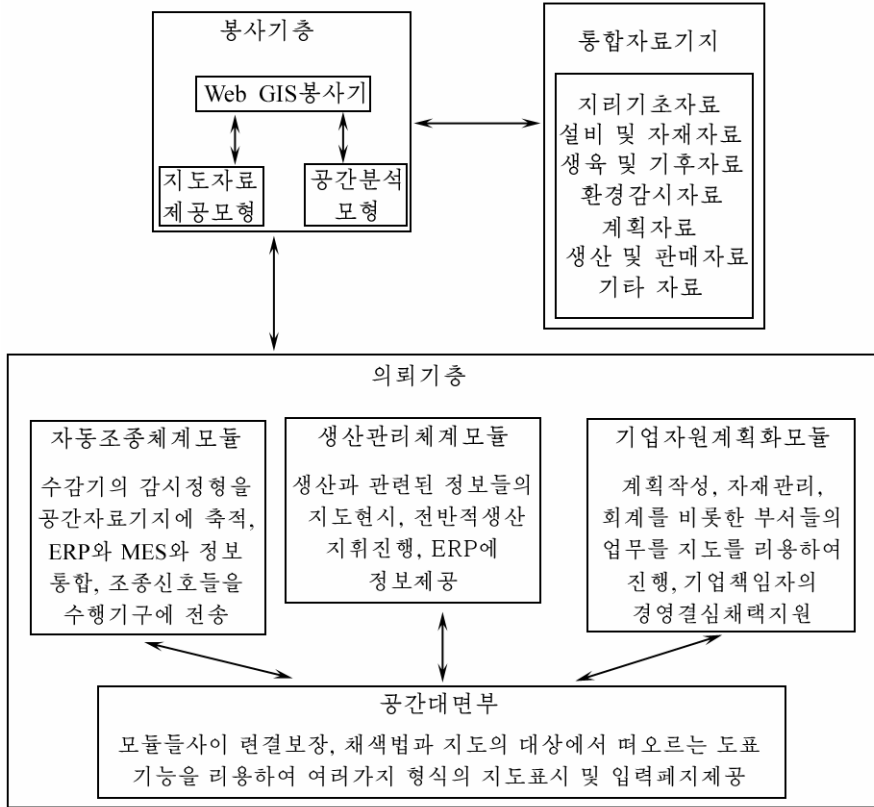 봉사기층
Web GIS봉사기
지도자료
제공모형
공간분석
모형
통합자료기지
지리기초자료
설비 및 자재자료
생육 및 기후자료
환경감시자료
계획자료
생산 및 판매자료
기타 자료
의뢰기층
자동조종체계모듈
수감기의 감시정형을
공간자료기지에 축적,
ERP와 MES와 정보
통합, 조종신호들을
수행기구에 전송
생산관리체계모듈
생산과 관련된 정보들의
지도현시, 전반적생산
지휘진행, ERP에
정보제공
기업자원계획화모듈
계획작성, 자재관리,
회계를 비롯한 부서들의
업무를 지도를 리용하여
진행, 기업책임자의
경영결심채택지원
공간대면부
모듈들사이 련결보장, 채색법과 지도의 대상에서 떠오르는 도표
기능을 리용하여 여러가지 형식의 지도표시 및 입력페지제공